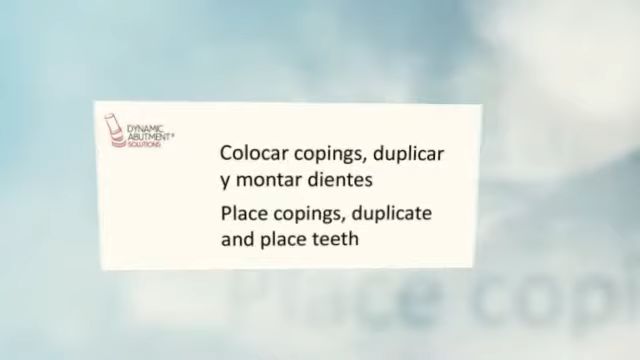 DYNAMIC
ABUTMENT®
SOLUTIONS
Colocar copings, duplicar
y montar dientes
Place copings, duplicate
and place teeth
Place copi